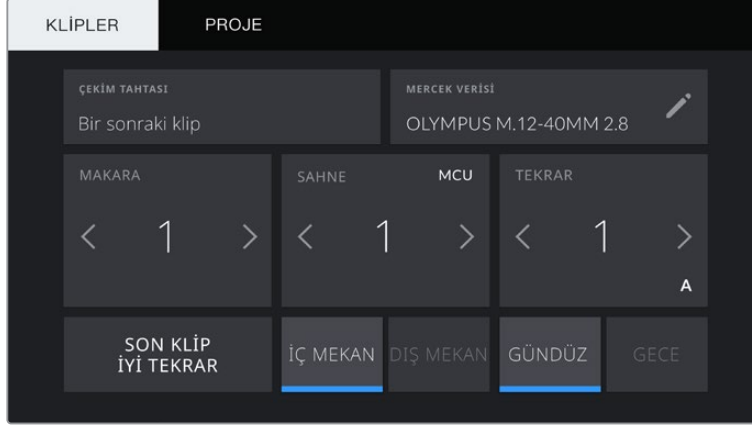 KLİPLER PROJE
ÇEKİM TAHTASI MERCEK VERİSİ
Bir sonraki klip OLYMPUS M.12-40MM 2.8
MAKARA SAHNE MCU TEKRAR
1 1 1
A
SON KLİP
İYİ TEKRAR
İÇ MEKAN DIŞ MEKAN GÜNDÜZ GECE